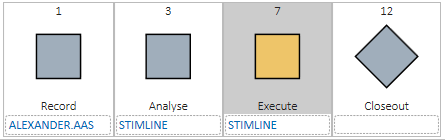 1 3 7 12
Record Analyse Execute Closeout
ALEXANDER.AAS STIMLINE STIMLINE